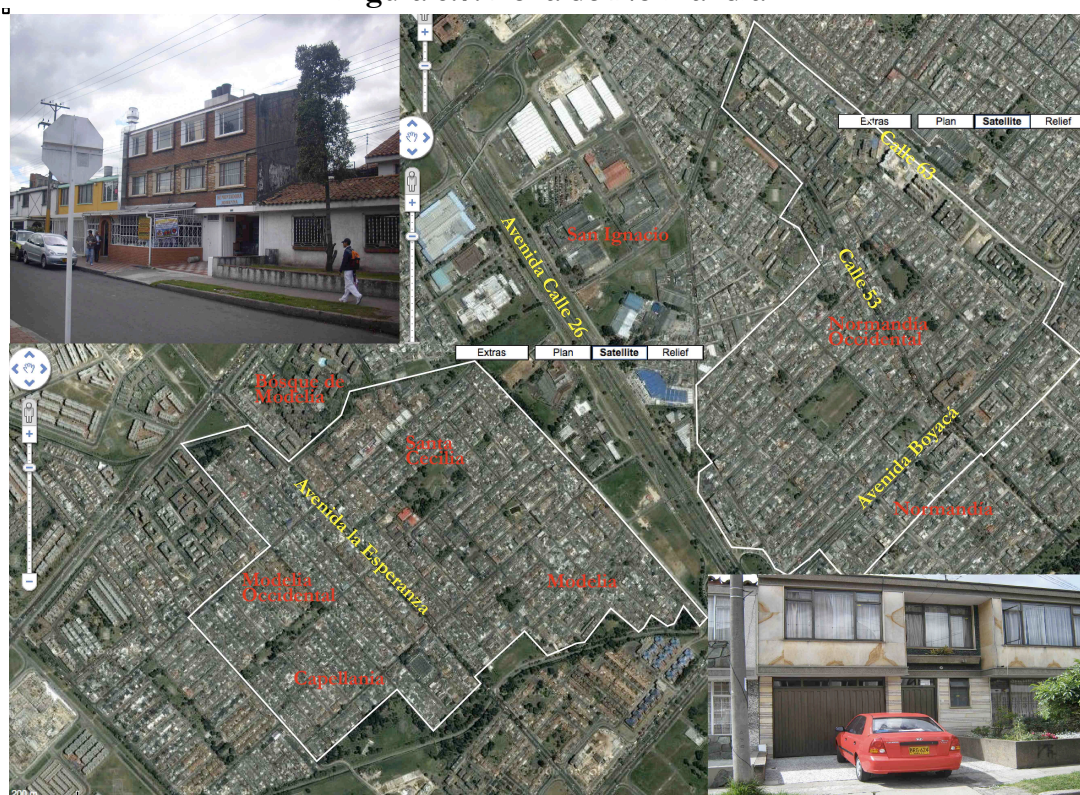 Extras Plan Satellite Relief
Calle 63
San Ignacio
Avenida Calle 26
Calle 53
Normandia
Occidental
Extras Plan Satellite Relief
Bosque de
Modelia
Santa
Cecilia
Avenida Boyacá
Avenida la Esperanza
Normandia
Modelia
Occidental
Modelia
Capellania
200 m